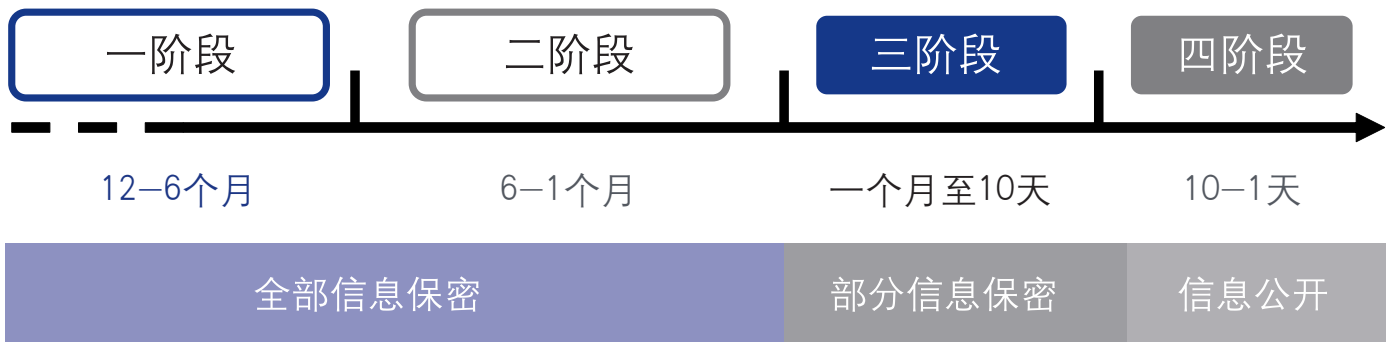 一阶段 二阶段 三阶段 四阶段
12-6个月 6-1个月 一个月至10天 10-1天
全部信息保密 部分信息保密 信息公开